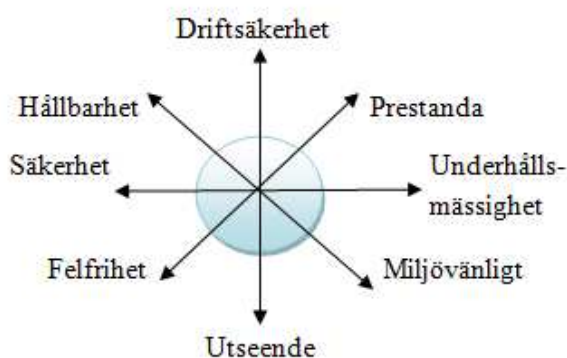 Driftsäkerhet
Hållbarhet
Prestanda
Säkerhet
Underhålls-
mässighet
Felfrihet
Miljövänligt
Utseende